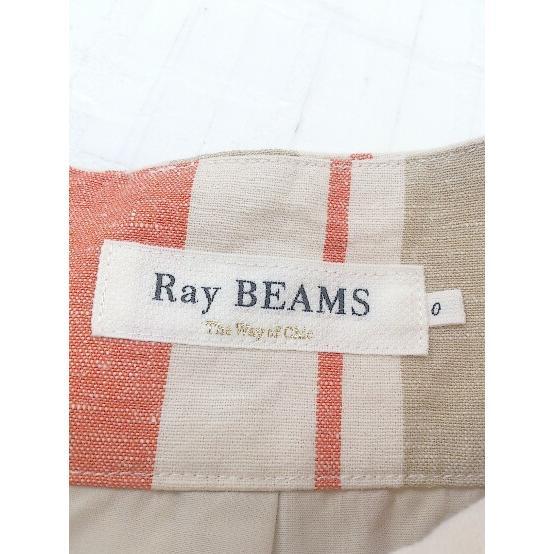 Ray BEAMS
The Way of Chic
0